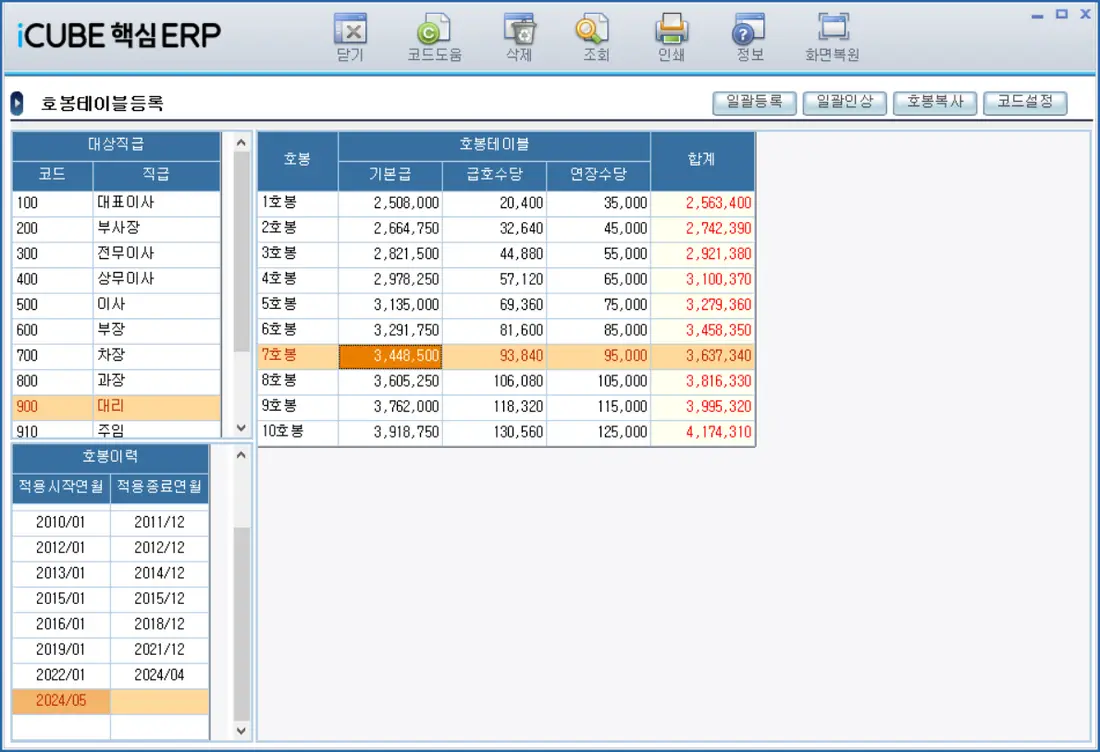 iCUBE 핵심 ERP
닫기 코드도움 삭제 조회 인쇄 정보 화면복원
호봉테이블등록
일괄등록 일괄인상 호봉복사 코드설정
대상직급
코드 직급
100 대표이사
200 부사장
300 전무이사
400 상무이사
500 이사
600 부장
700 차장
800 과장
900 대리
910 주임
호봉이력
적용시작연월 적용종료연월
2010/01 2011/12
2012/01 2012/12
2013/01 2014/12
2015/01 2015/12
2016/01 2018/12
2019/01 2021/12
2022/01 2024/04
2024/05
호봉 호봉테이블 합계
기본급 급호수당 연장수당
1호봉 2,508,000 20,400 35,000 2,563,400
2호봉 2,664,750 32,640 45,000 2,742,390
3호봉 2,821,500 44,880 55,000 2,921,380
4호봉 2,978,250 57,120 65,000 3,100,370
5호봉 3,135,000 69,360 75,000 3,279,360
6호봉 3,291,750 81,600 85,000 3,458,350
7호봉 3,448,500 93,840 95,000 3,637,340
8호봉 3,605,250 106,080 105,000 3,816,330
9호봉 3,762,000 118,320 115,000 3,995,320
10호봉 3,918,750 130,560 125,000 4,174,310